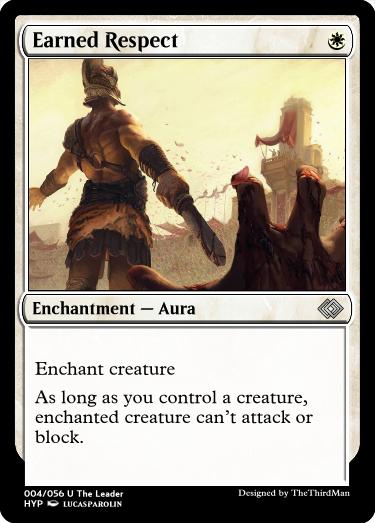 Earned Respect
Enchantment — Aura
Enchant creature
As long as you control a creature,
enchanted creature can't attack or
block.
004/056 U The Leader
HYP LUCASPAROLIN
Designed by TheThirdMan